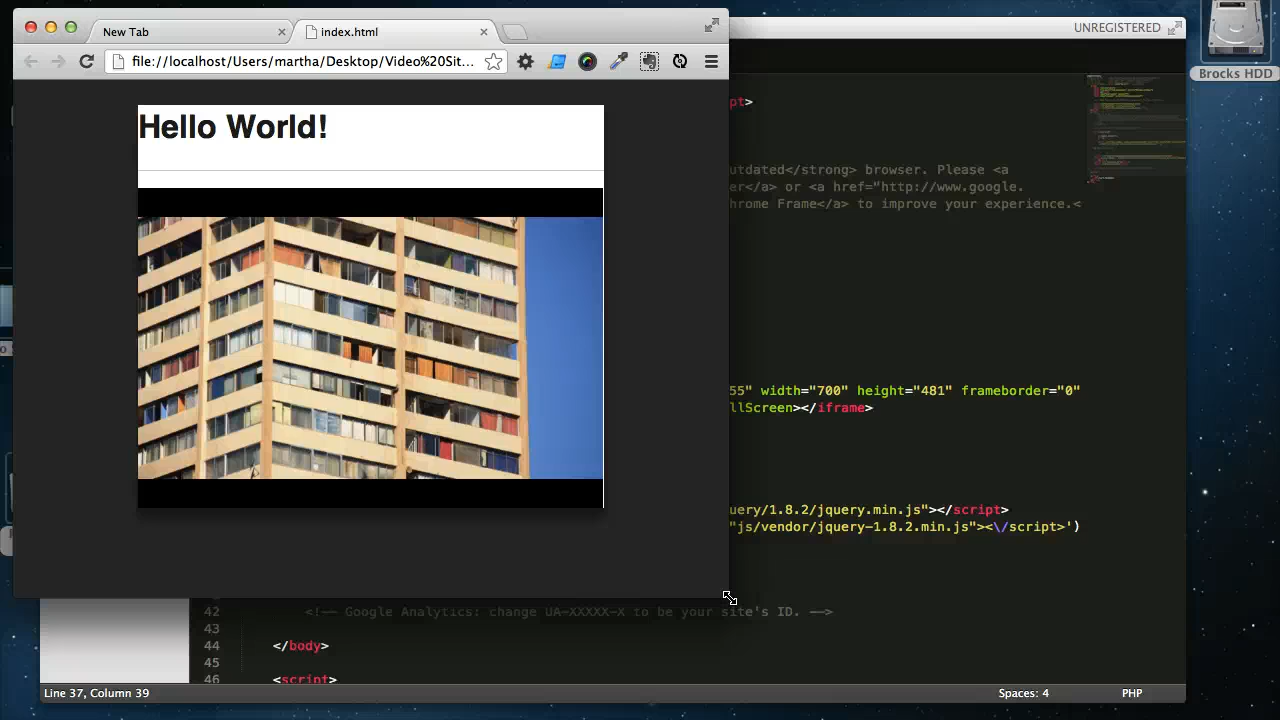 New Tab
index.html
UNREGISTERED
file://localhost/Users/martha/Desktop/Video%20Sit...
Brocks HDD
pt>
Hello World!
utdated</strong> browser. Please <a
er</a> or <a href="http://www.google.
hrome Frame</a> to improve your experience.<
55" width="700" height="481" frameborder="0"
llScreen></iframe>
uery/1.8.2/jquery.min.js"></script>
"js/vendor/jquery-1.8.2.min.js"><\/script>')
42 <!-- Google Analytics: change UA-XXXXX-X to be your site's ID. -->
43
44 </body>
45
46 <script>
Line 37, Column 39
Spaces: 4
PHP